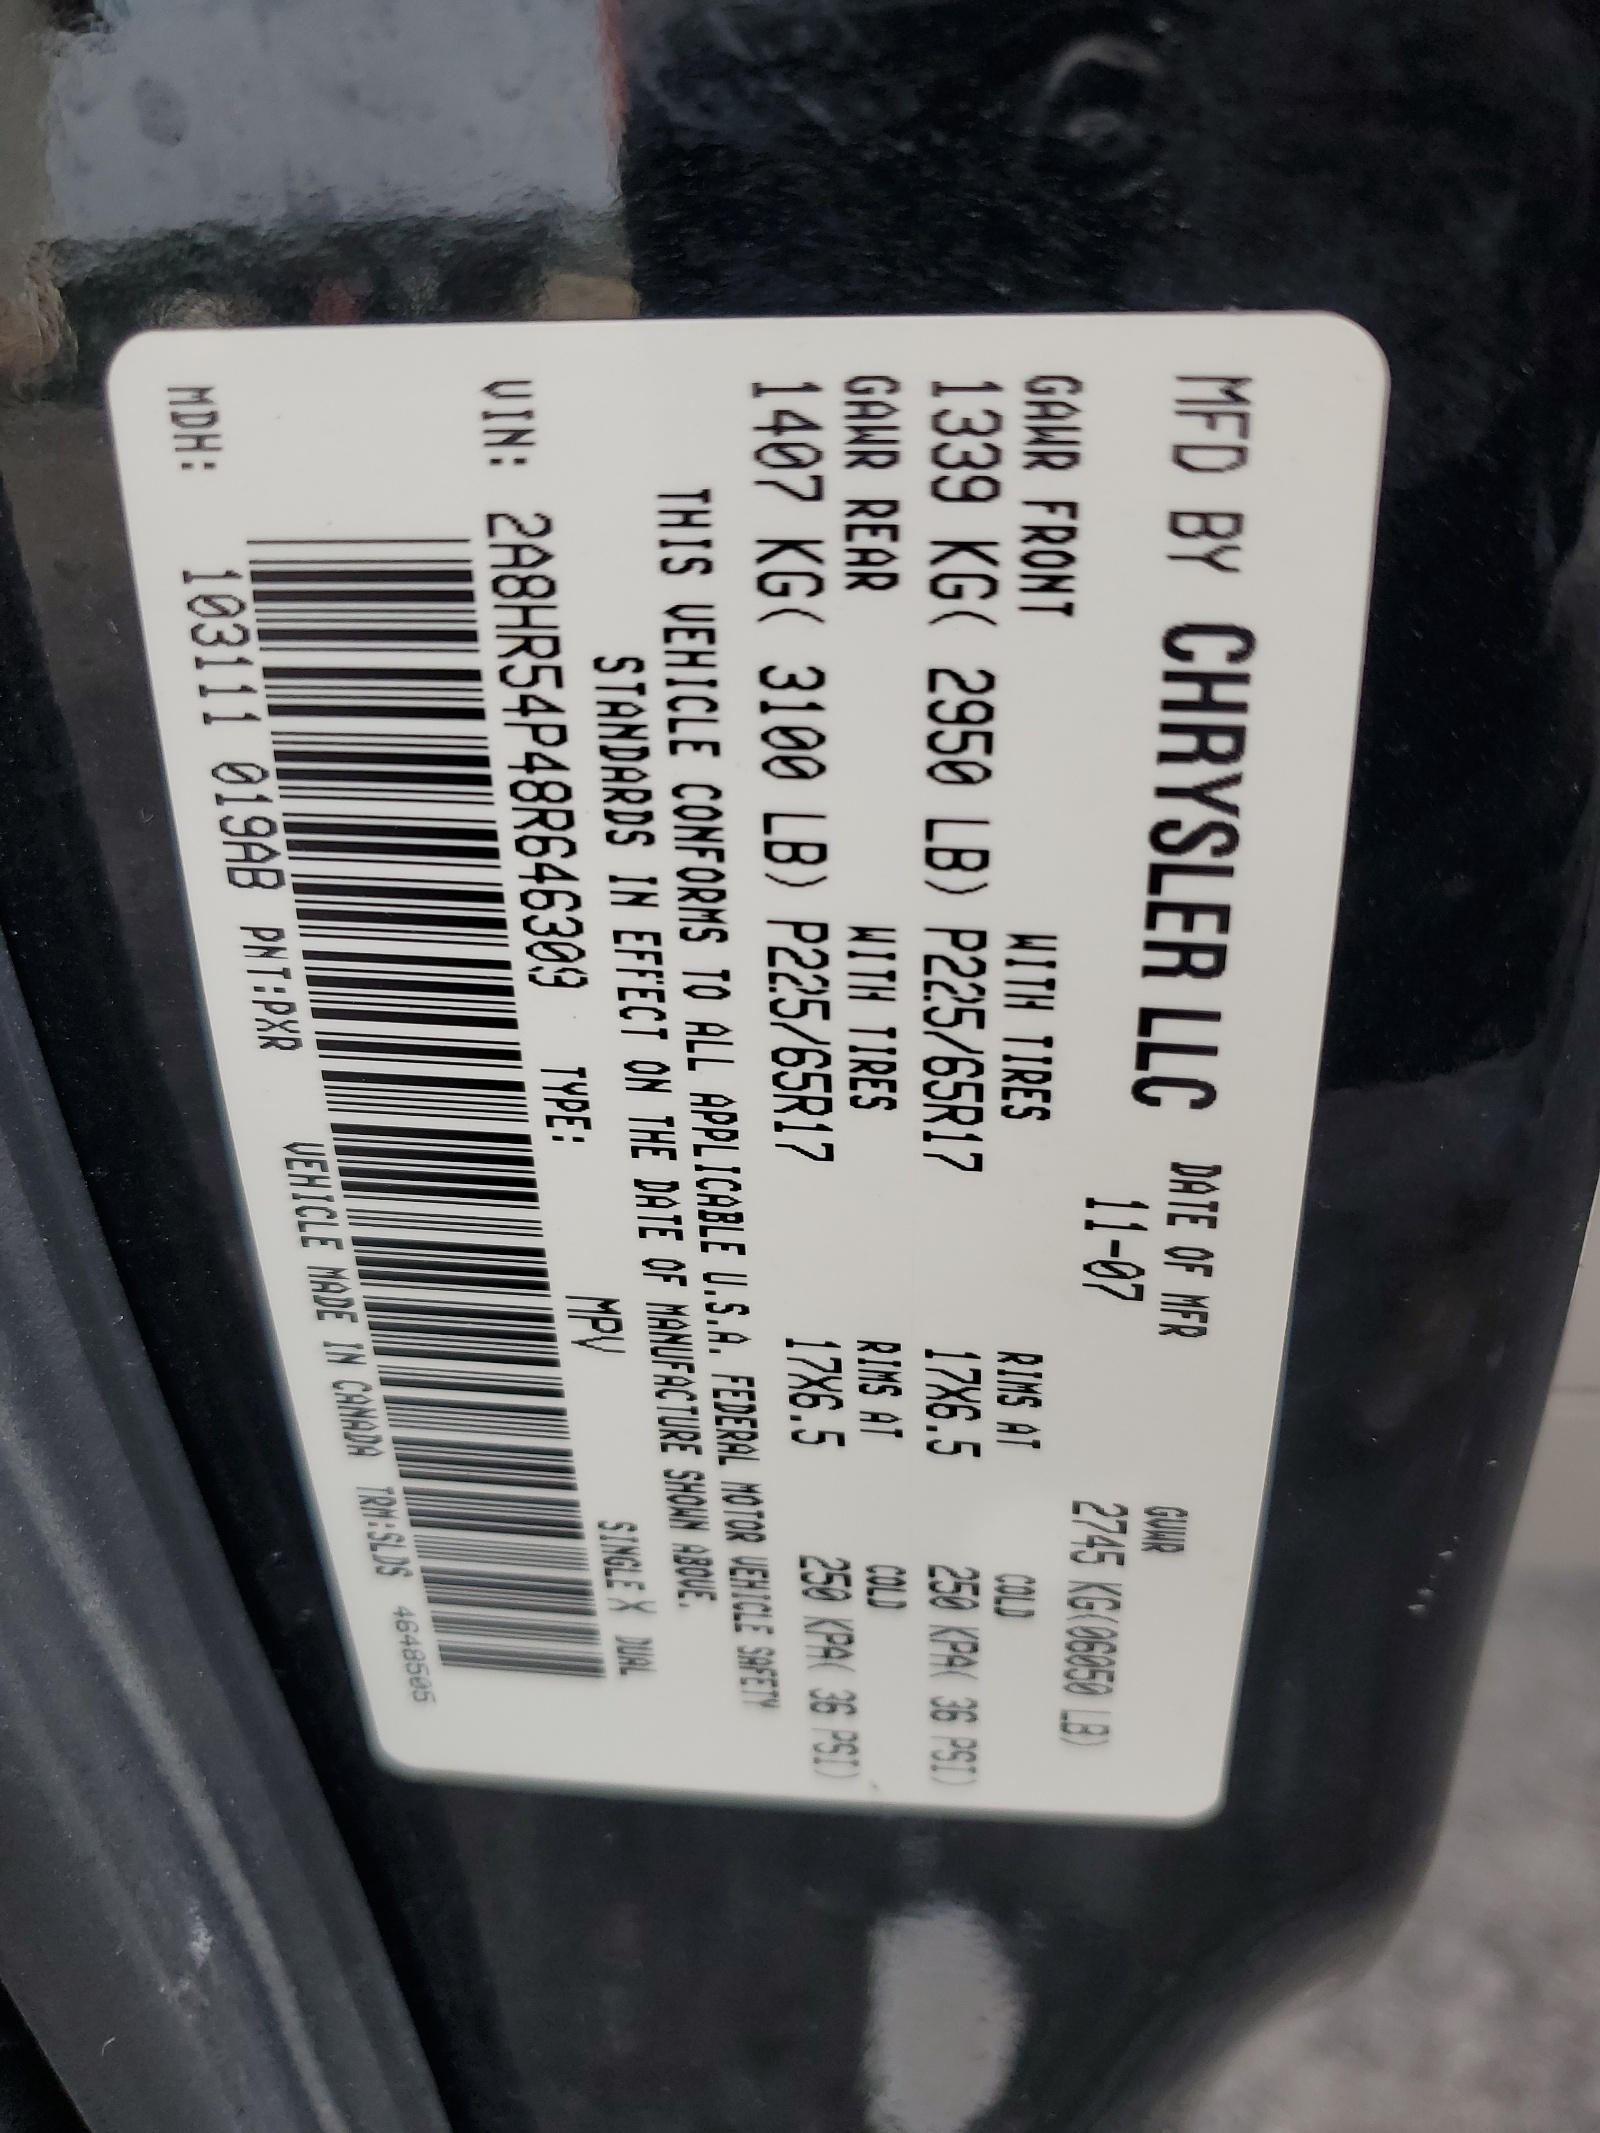 MFD BY CHRYSLER LLC DATE OF MFR GVWR
11-07 2745 KG(06050 LB)
GAWR FRONT WITH TIRES RIMS AT COLD
1339 KG( 2950 LB) P225/65R17 17X6.5 250 KPA( 36 PSI)
GAWR REAR WITH TIRES RIMS AT COLD
1407 KG( 3100 LB) P225/65R17 17X6.5 250 KPA( 36 PSI)
THIS VEHICLE CONFORMS TO ALL APPLICABLE U.S.A. FEDERAL MOTOR VEHICLE SAFETY
STANDARDS IN EFFECT ON THE DATE OF MANUFACTURE SHOWN ABOVE.
VIN: 2A8HR54P48R646309 TYPE: MPV SINGLE X DUAL
MDH: 103111 019AB PNT:PXR VEHICLE MADE IN CANADA TRM:SLDS 4648505